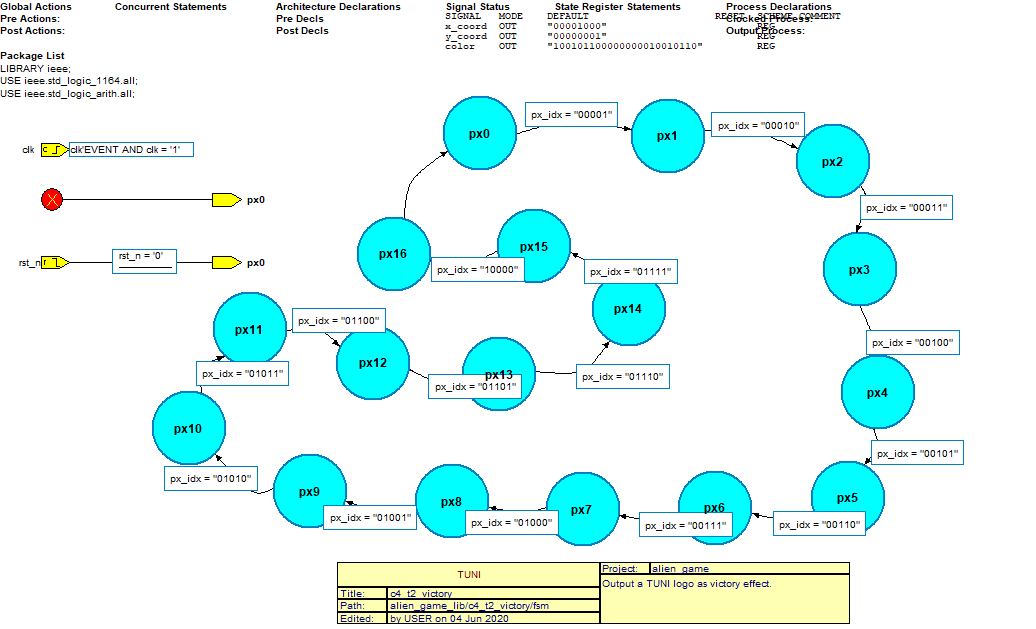 Global Actions
Pre Actions:
Post Actions:
Concurrent Statements
Architecture Declarations
Pre Decls
Post Decls
Signal Status
SIGNAL MODE DEFAULT RESET SCHEME COMMENT
x_coord OUT "00001000" REG
y_coord OUT "00000001" REG
color OUT "100101100000000010010110" REG
State Register Statements
Process Declarations
Clocked Process:
Output Process:
Package List
LIBRARY ieee;
USE ieee.std_logic_1164.all;
USE ieee.std_logic_arith.all;
clk
c
clk'EVENT AND clk = '1'
px0
rst_n
r
rst_n = '0'
px0
px0
px_idx = "00001"
px1
px_idx = "00010"
px2
px_idx = "00011"
px3
px_idx = "00100"
px4
px_idx = "00101"
px5
px_idx = "00110"
px6
px_idx = "00111"
px7
px_idx = "01000"
px8
px_idx = "01001"
px9
px_idx = "01010"
px10
px_idx = "01011"
px11
px_idx = "01100"
px12
px_idx = "01101"
px13
px_idx = "01110"
px14
px_idx = "01111"
px15
px_idx = "10000"
px16
TUNI
Title: c4_t2_victory
Path: alien_game_lib/c4_t2_victory/fsm
Edited: by USER on 04 Jun 2020
Project: alien_game
Output a TUNI logo as victory effect.